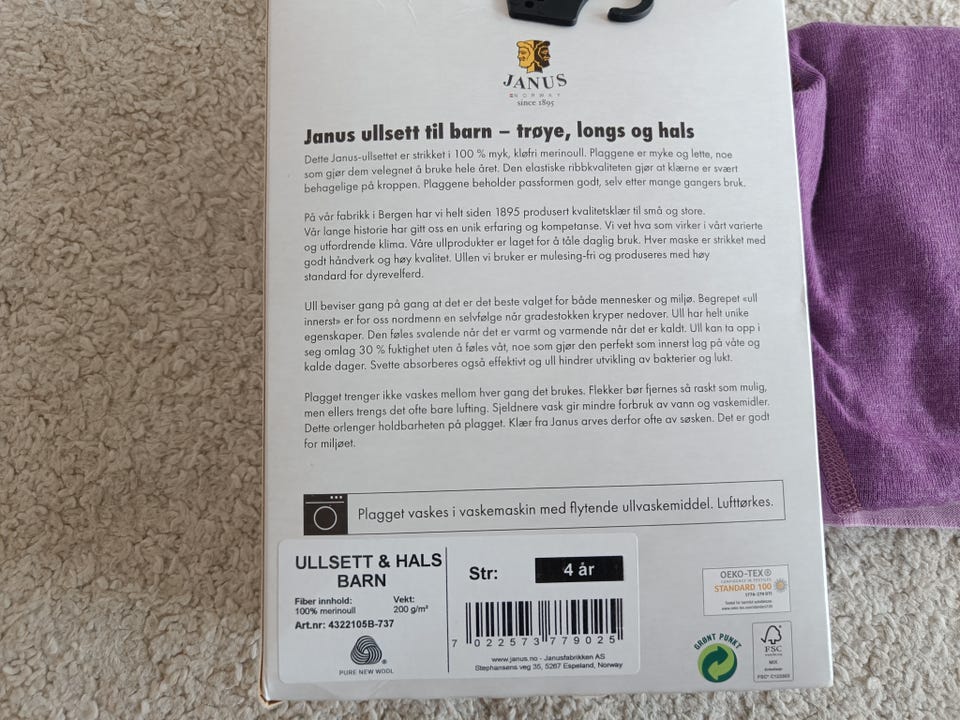 JANUS
NORWAY
since 1895
Janus ullsett til barn – trøye, longs og hals
Dette Janus-ullsettet er strikket i 100 % myk, kløfri merinoull. Plaggene er myke og lette, noe
som gjør dem velegnet å bruke hele året. Den elastiske ribbkvaliteten gjør at klærne er svært
behagelige på kroppen. Plaggene beholder passformen godt, selv etter mange gangers bruk.
På vår fabrikk i Bergen har vi helt siden 1895 produsert kvalitetsklær til små og store.
Vår lange historie har gitt oss en unik erfaring og kompetanse. Vi vet hva som virker i vårt varierte
og utfordrende klima. Våre ullprodukter er laget for å tåle daglig bruk. Hver maske er strikket med
godt håndverk og høy kvalitet. Ullen vi bruker er mulesing-fri og produseres med høy
standard for dyrevelferd.
Ull beviser gang på gang at det er det beste valget for både mennesker og miljø. Begrepet «ull
innerst» er for oss nordmenn en selvfølge når gradestokken kryper nedover. Ull har helt unike
egenskaper. Den føles svalende når det er varmt og varmende når det er kaldt. Ull kan ta opp i
seg omlag 30 % fuktighet uten å føles våt, noe som gjør den perfekt som innerst lag på våte og
kalde dager. Svette absorberes også effektivt og ull hindrer utvikling av bakterier og lukt.
Plagget trenger ikke vaskes mellom hver gang det brukes. Flekker bør fjernes så raskt som mulig,
men ellers trengs det ofte bare lufting. Sjeldnere vask gir mindre forbruk av vann og vaskemidler.
Dette orlenger holdbarheten på plagget. Klær fra Janus arves derfor ofte av søsken. Det er godt
for miljøet.
Plagget vaskes i vaskemaskin med flytende ullvaskemiddel. Lufttørkes.
ULLSETT & HALS
BARN
Fiber innhold:
100% merinoull
Vekt:
200 g/m²
Art.nr: 4322105B-737
PURE NEW WOOL
Str:
4 år
7 022573 779025
www.janus.no - Janusfabrikken AS
Stephansens veg 35, 5267 Espeland, Norway
OEKO-TEX®
CONFIDENCE IN TEXTILES
STANDARD 100
www.oeko-tex.com/standard100
GRØNT PUNKT
FSC
MIX